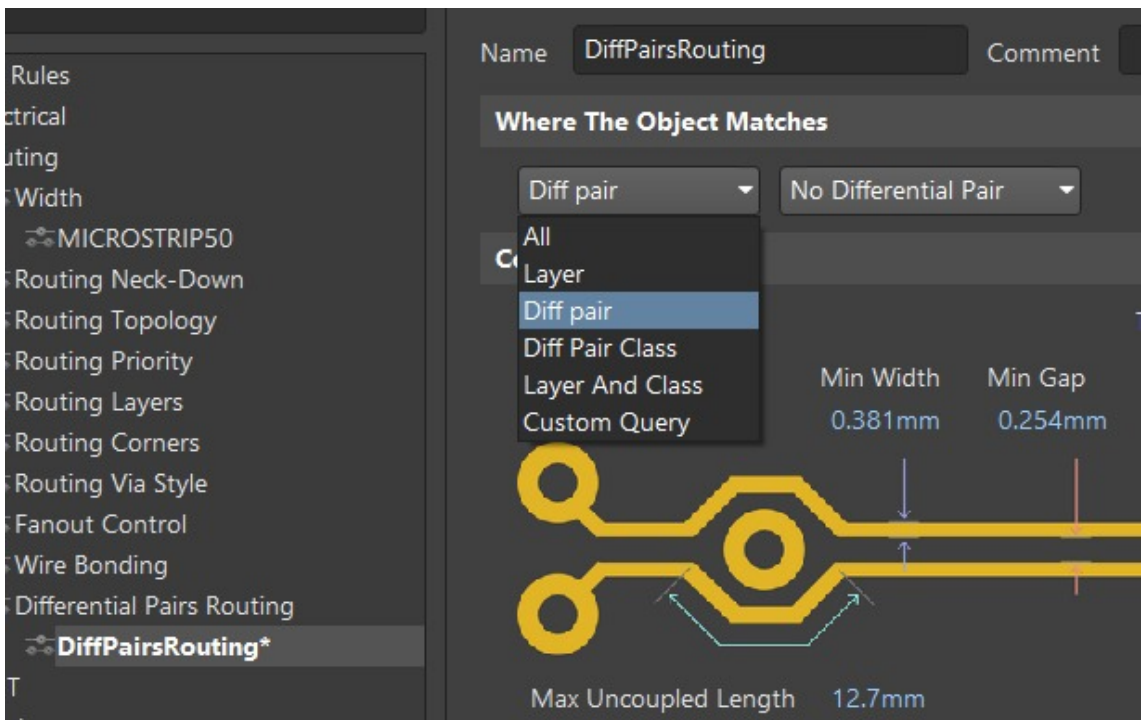 Rules
ctrical
uting
Width
MICROSTRIP50
Routing Neck-Down
Routing Topology
Routing Priority
Routing Layers
Routing Corners
Routing Via Style
Fanout Control
Wire Bonding
Differential Pairs Routing
DiffPairsRouting*
T
Name DiffPairsRouting Comment
Where The Object Matches
Diff pair No Differential Pair
All
Layer
Diff pair
Diff Pair Class
Layer And Class
Custom Query
Min Width Min Gap
0.381mm 0.254mm
Max Uncoupled Length 12.7mm